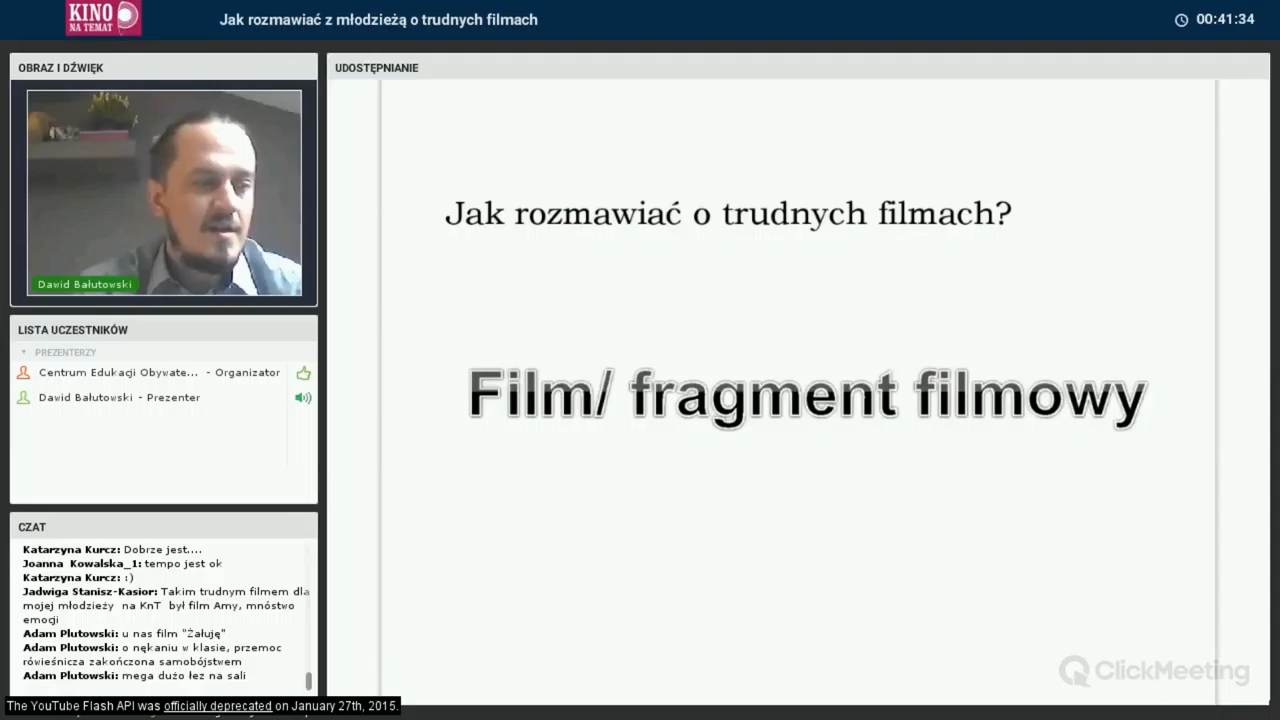 KINO
NA TEMAT
Jak rozmawiać z młodzieżą o trudnych filmach
00:41:34
OBRAZ I DŹWIĘK
Dawid Bałutowski
LISTA UCZESTNIKÓW
PREZENTERZY
Centrum Edukacji Obywate... - Organizator
Dawid Bałutowski - Prezenter
CZAT
Katarzyna Kurcz: Dobrze jest....
Joanna Kowalska_1: tempo jest ok
Katarzyna Kurcz: :)
Jadwiga Stanisz-Kasior: Takim trudnym filmem dla
mojej młodzieży na KnT był film Amy, mnóstwo
emocji
Adam Plutowski: u nas film "Żałuję"
Adam Plutowski: o nękaniu w klasie, przemoc
rówieśnicza zakończona samobójstwem
Adam Plutowski: mega dużo łez na sali
The YouTube Flash API was officially deprecated on January 27th, 2015.
UDOSTĘPNIANIE
Jak rozmawiać o trudnych filmach?
Film/ fragment filmowy
ClickMeeting